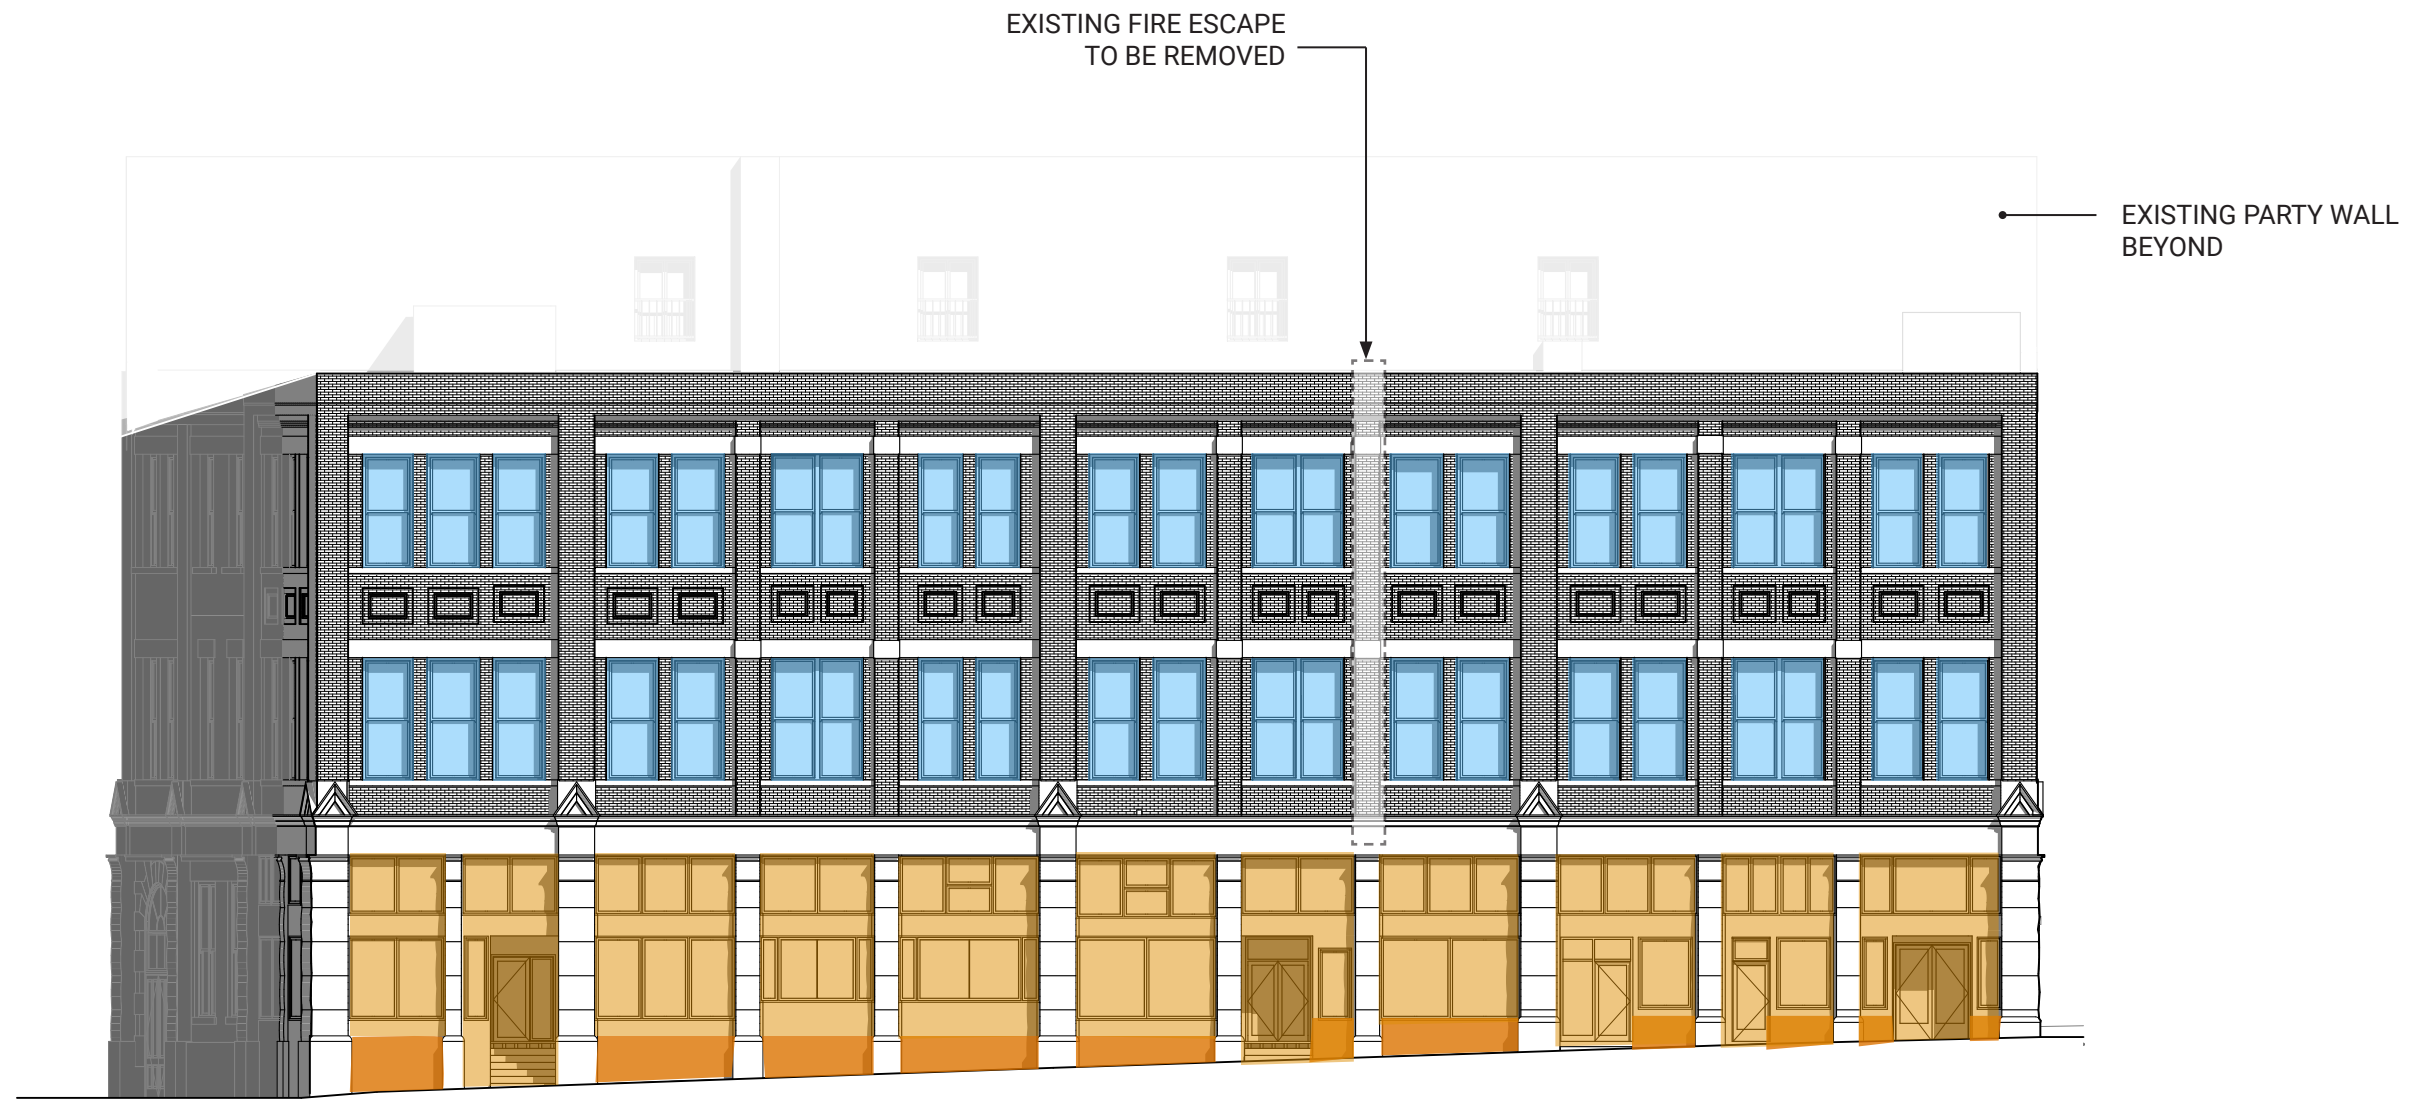 EXISTING FIRE ESCAPE
TO BE REMOVED
EXISTING PARTY WALL
BEYOND